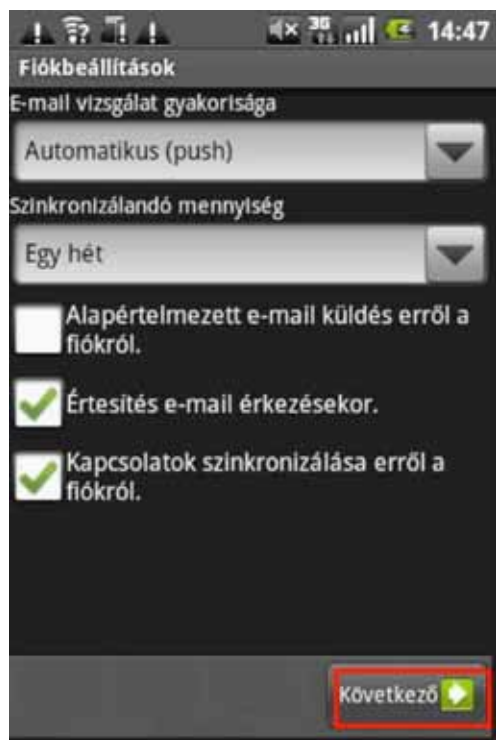 3G 14:47
Fiókbeállítások
E-mail vizsgálat gyakorisága
Automatikus (push)
Szinkronizálandó mennyiség
Egy hét
Alapértelmezett e-mail küldés erről a
fiókról.
Értesítés e-mail érkezésekor.
Kapcsolatok szinkronizálása erről a
fiókról.
Következő